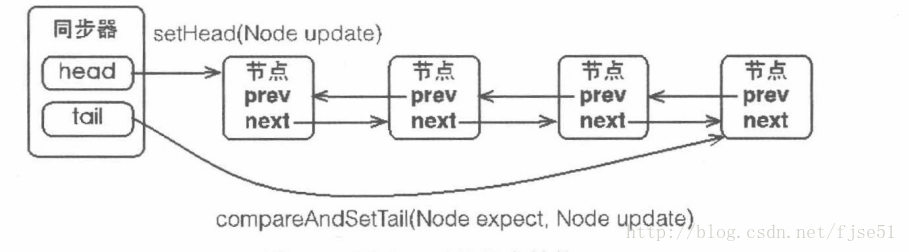 同步器
head
tail
setHead(Node update)
节点
prev
next
节点
prev
next
节点
prev
next
节点
prev
next
compareAndSetTail(Node expect, Node update)
http://blog.csdn.net/fjse51